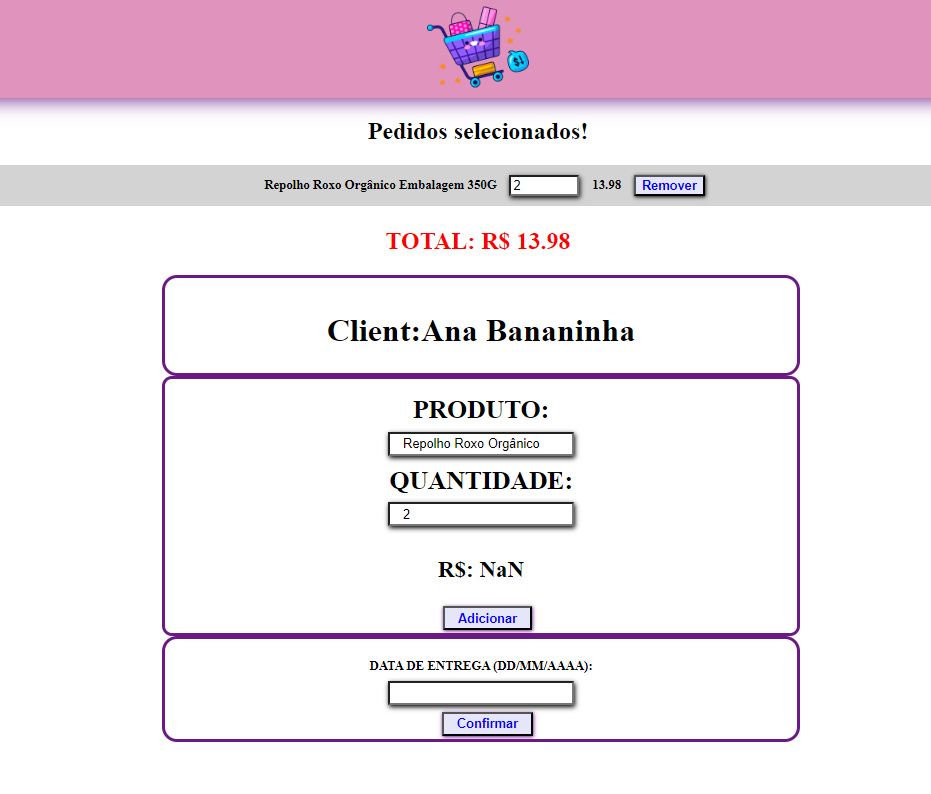 $!
Pedidos selecionados!
Repolho Roxo Orgânico Embalagem 350G 2 13.98 Remover
TOTAL: R$ 13.98
Client:Ana Bananinha
PRODUTO:
Repolho Roxo Orgânico
QUANTIDADE:
2
R$: NaN
Adicionar
DATA DE ENTREGA (DD/MM/AAAA):
Confirmar